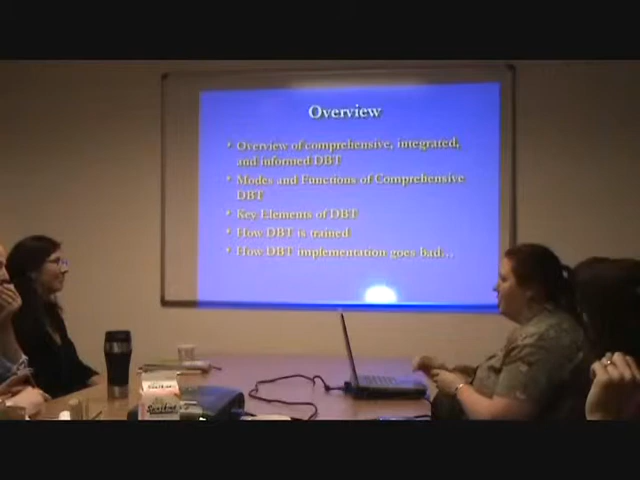 Overview
• Overview of comprehensive, integrated,
and informed DBT
• Modes and Functions of Comprehensive
DBT
• Key Elements of DBT
• How DBT is trained
• How DBT implementation goes bad…